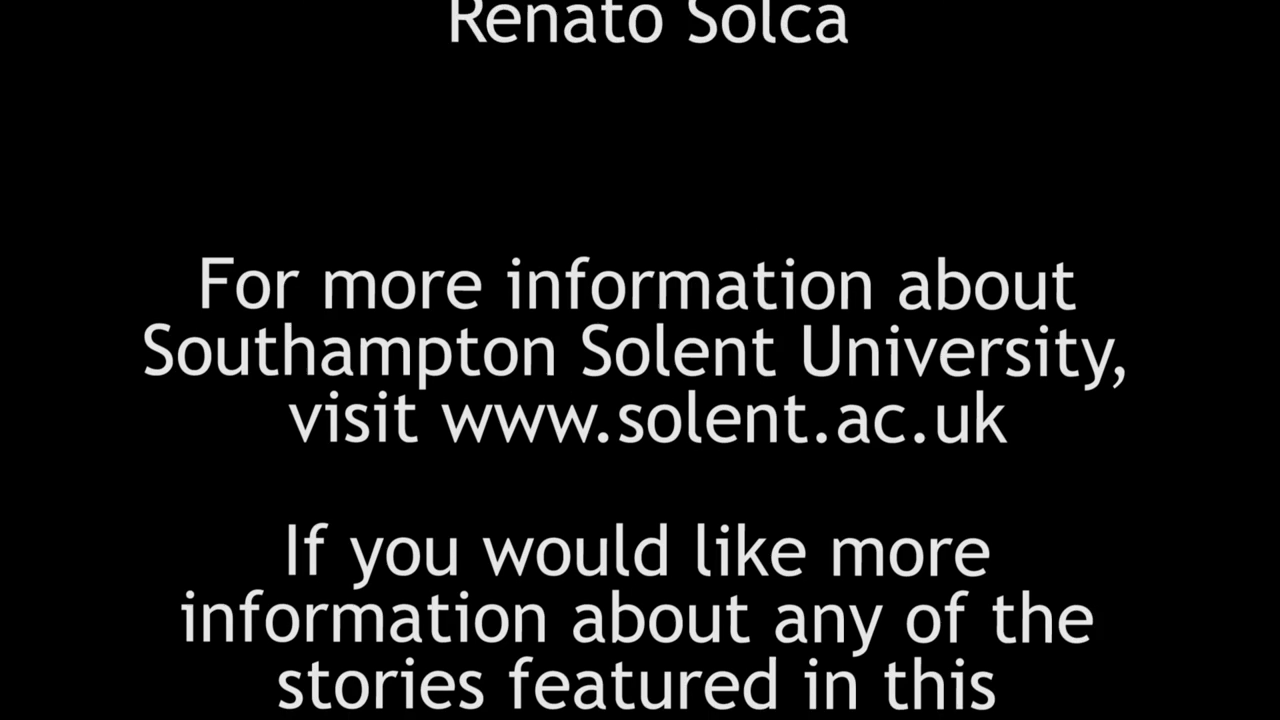 Renato Solca
For more information about
Southampton Solent University,
visit www.solent.ac.uk
If you would like more
information about any of the
stories featured in this